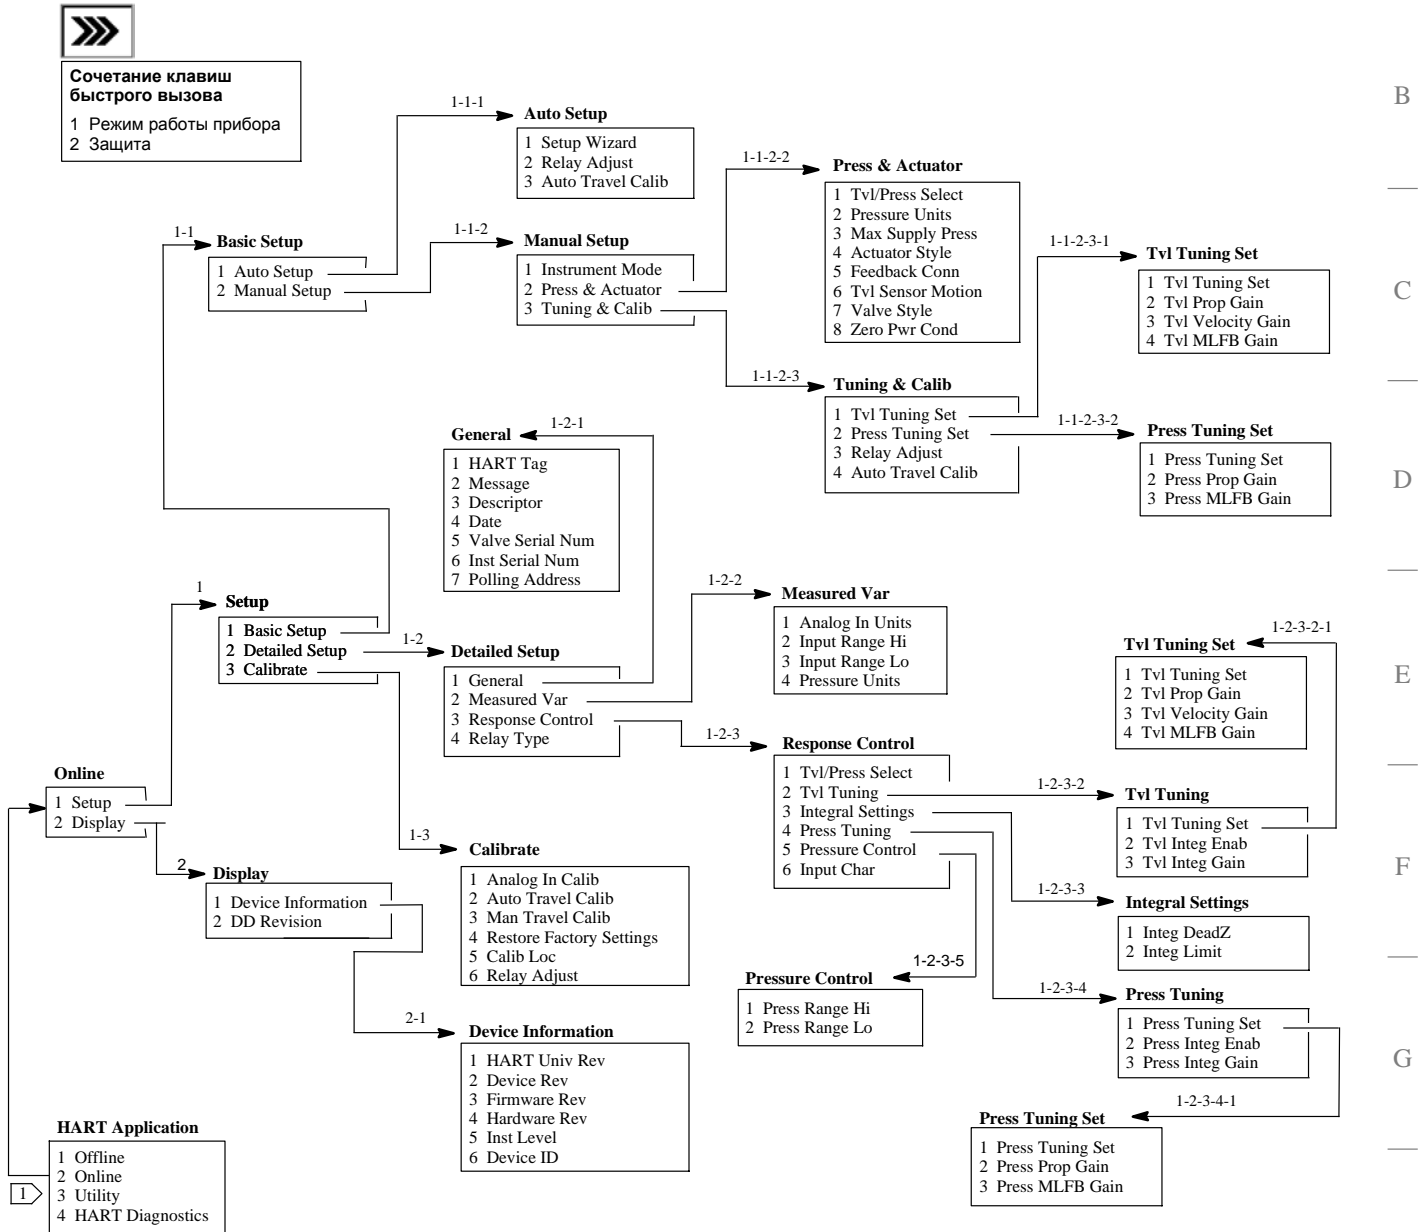 Сочетание клавиш
быстрого вызова
1 Режим работы прибора
2 Защита
B
1-1-1
Auto Setup
1 Setup Wizard
2 Relay Adjust
3 Auto Travel Calib
1-1-2-2
Press & Actuator
1 Tvl/Press Select
2 Pressure Units
3 Max Supply Press
4 Actuator Style
5 Feedback Conn
6 Tvl Sensor Motion
7 Valve Style
8 Zero Pwr Cond
1-1
Basic Setup
1 Auto Setup
2 Manual Setup
1-1-2
Manual Setup
1 Instrument Mode
2 Press & Actuator
3 Tuning & Calib
1-1-2-3-1
Tvl Tuning Set
1 Tvl Tuning Set
2 Tvl Prop Gain
3 Tvl Velocity Gain
4 Tvl MLFB Gain
C
1-1-2-3
Tuning & Calib
1 Tvl Tuning Set
2 Press Tuning Set
3 Relay Adjust
4 Auto Travel Calib
1-1-2-3-2
Press Tuning Set
1 Press Tuning Set
2 Press Prop Gain
3 Press MLFB Gain
D
1-2-1
General
1 HART Tag
2 Message
3 Descriptor
4 Date
5 Valve Serial Num
6 Inst Serial Num
7 Polling Address
1
Setup
1 Basic Setup
2 Detailed Setup
3 Calibrate
1-2
Detailed Setup
1 General
2 Measured Var
3 Response Control
4 Relay Type
1-2-2
Measured Var
1 Analog In Units
2 Input Range Hi
3 Input Range Lo
4 Pressure Units
1-2-3-2-1
Tvl Tuning Set
1 Tvl Tuning Set
2 Tvl Prop Gain
3 Tvl Velocity Gain
4 Tvl MLFB Gain
E
1-2-3
Response Control
1 Tvl/Press Select
2 Tvl Tuning
3 Integral Settings
4 Press Tuning
5 Pressure Control
6 Input Char
1-2-3-2
Tvl Tuning
1 Tvl Tuning Set
2 Tvl Integ Enab
3 Tvl Integ Gain
F
Online
1 Setup
2 Display
2
Display
1 Device Information
2 DD Revision
1-3
Calibrate
1 Analog In Calib
2 Auto Travel Calib
3 Man Travel Calib
4 Restore Factory Settings
5 Calib Loc
6 Relay Adjust
1-2-3-3
Integral Settings
1 Integ DeadZ
2 Integ Limit
1-2-3-5
Pressure Control
1 Press Range Hi
2 Press Range Lo
1-2-3-4
Press Tuning
1 Press Tuning Set
2 Press Integ Enab
3 Press Integ Gain
G
2-1
Device Information
1 HART Univ Rev
2 Device Rev
3 Firmware Rev
4 Hardware Rev
5 Inst Level
6 Device ID
1-2-3-4-1
Press Tuning Set
1 Press Tuning Set
2 Press Prop Gain
3 Press MLFB Gain
HART Application
1 Offline
2 Online
3 Utility
4 HART Diagnostics
1